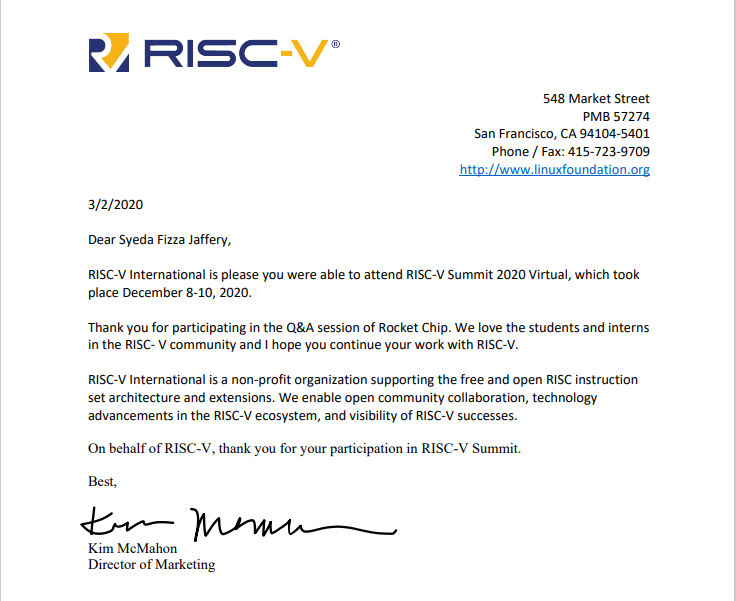 RISC-V®
548 Market Street
PMB 57274
San Francisco, CA 94104-5401
Phone / Fax: 415-723-9709
http://www.linuxfoundation.org
3/2/2020
Dear Syeda Fizza Jaffery,
RISC-V International is please you were able to attend RISC-V Summit 2020 Virtual, which took
place December 8-10, 2020.
Thank you for participating in the Q&A session of Rocket Chip. We love the students and interns
in the RISC- V community and I hope you continue your work with RISC-V.
RISC-V International is a non-profit organization supporting the free and open RISC instruction
set architecture and extensions. We enable open community collaboration, technology
advancements in the RISC-V ecosystem, and visibility of RISC-V successes.
On behalf of RISC-V, thank you for your participation in RISC-V Summit.
Best,
Kim McMahon
Director of Marketing